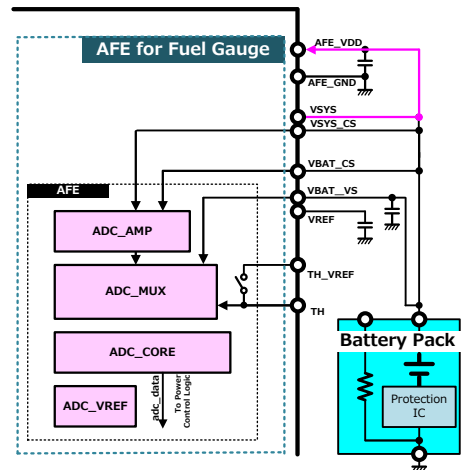 AFE for Fuel Gauge
AFE_VDD
AFE_GND
VSYS
VSYS_CS
VBAT_CS
AFE
VBAT__VS
VREF
ADC_AMP
ADC_MUX
TH_VREF
TH
ADC_CORE
Battery Pack
adc_data
To Power
Control Logic
ADC_VREF
Protection
IC